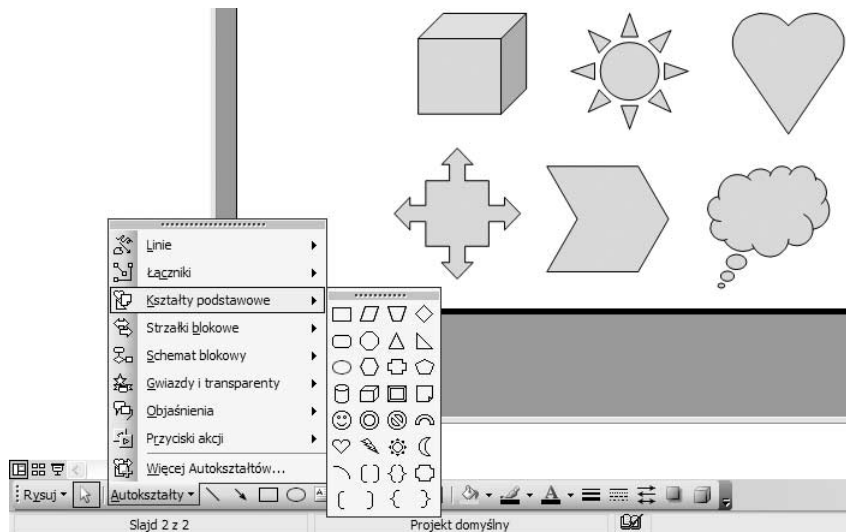 Linie
Łączniki
Kształty podstawowe
Strzałki blokowe
Schemat blokowy
Gwiazdy i transparenty
Objaśnienia
Przyciski akcji
Więcej Autokształtów...
Rysuj
Autokształty
A
A
Slajd 2 z 2
Projekt domyślny